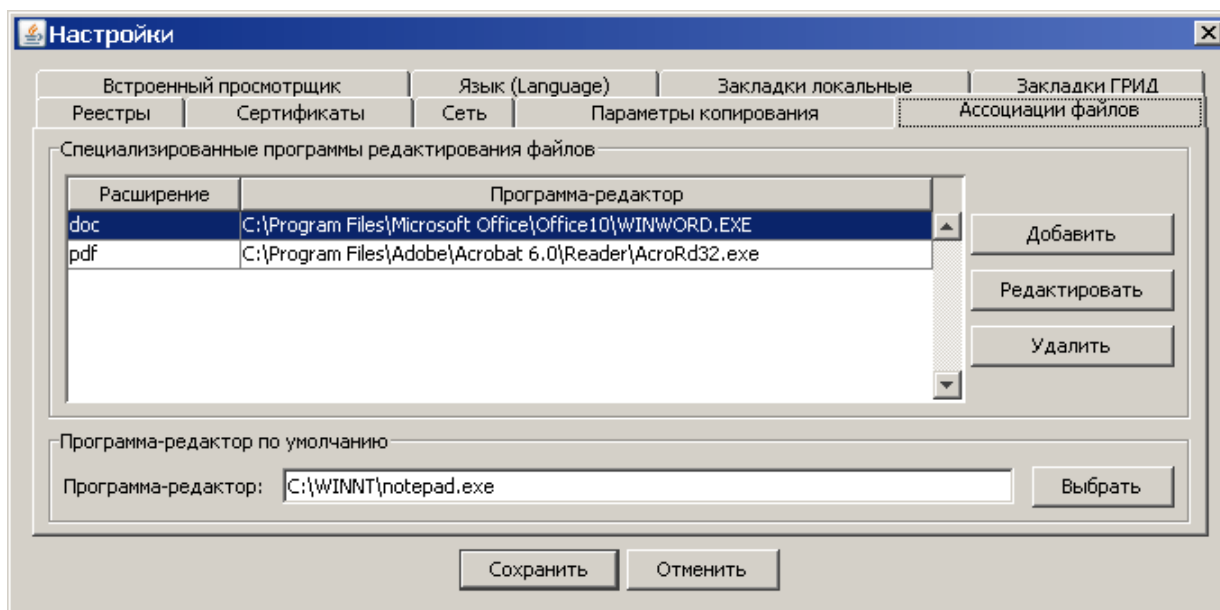 Настройки
Встроенный просмотрщик Язык (Language) Закладки локальные Закладки ГРИД
Реестры Сертификаты Сеть Параметры копирования Ассоциации файлов
Специализированные программы редактирования файлов
Расширение Программа-редактор
doc C:\Program Files\Microsoft Office\Office10\WINWORD.EXE
pdf C:\Program Files\Adobe\Acrobat 6.0\Reader\AcroRd32.exe
Добавить
Редактировать
Удалить
Программа-редактор по умолчанию
Программа-редактор: C:\WINNT\notepad.exe Выбрать
Сохранить Отменить